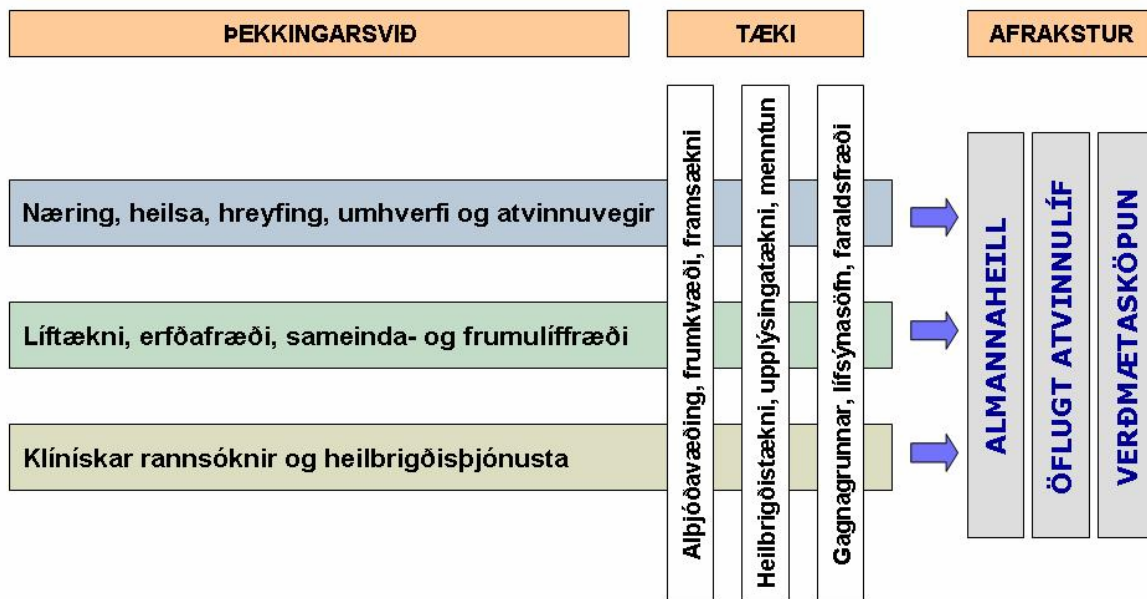 ÞEKKINGARSVIÐ
TÆKI
AFRAKSTUR
Næring, heilsa, hreyfing, umhverfi og atvinnuvegir
Líftækni, erfðafræði, sameinda- og frumulíffræði
Klínískar rannsóknir og heilbrigðisþjónusta
Alþjóðavæðing, frumkvæði, framsækni
Heilbrigðistækni, upplýsingatækni, menntun
Gagnagrunnar, lífsýnasöfn, faraldsfræði
ALMANNAHEILL
ÖFLUGT ATVINNULÍF
VERÐMÆTASKÖPUN